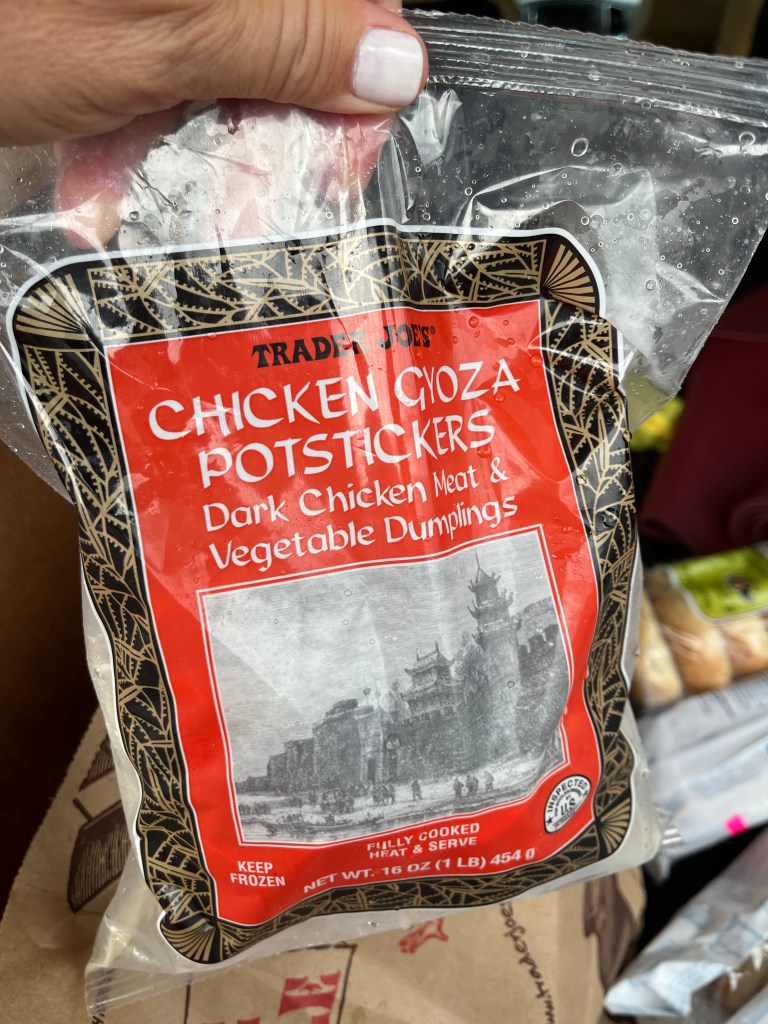 TRADER JOE'S®
CHICKEN GYOZA
POTSTICKERS
Dark Chicken Meat &
Vegetable Dumplings
INSPECTED
U.S.
KEEP
FROZEN
FULLY COOKED
HEAT & SERVE
NET WT. 16 OZ (1 LB) 454 g